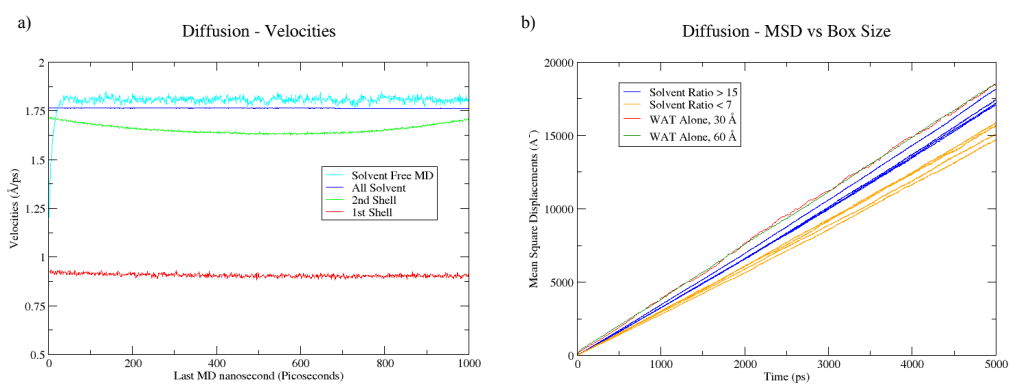 a)
Diffusion - Velocities
2
1.75
1.5
1.25
1
0.75
0.5
Velocities (Å/ps)
Solvent Free MD
All Solvent
2nd Shell
1st Shell
0 200 400 600 800 1000
Last MD nanosecond (Picoseconds)
b)
Diffusion - MSD vs Box Size
20000
15000
10000
5000
0
Mean Square Displacements (A⁻)
Solvent Ratio > 15
Solvent Ratio < 7
WAT Alone, 30 Å
WAT Alone, 60 Å
0 1000 2000 3000 4000 5000
Time (ps)